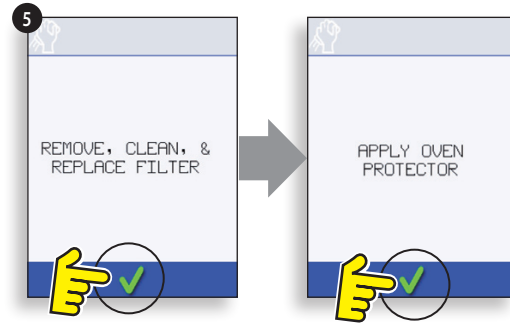 5
REMOVE, CLEAN, &
REPLACE FILTER
APPLY OVEN
PROTECTOR